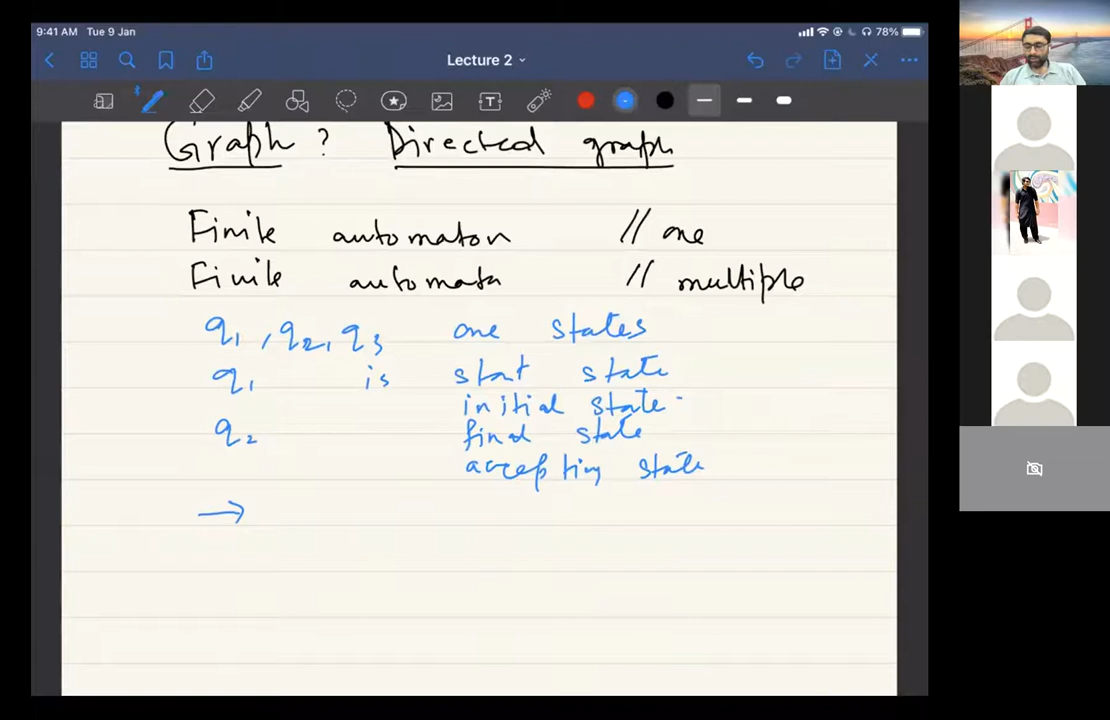 9:41 AM Tue 9 Jan
78%
Lecture 2
Graph ? Directed graph
Finite automaton // one
Finite automata // multiple
q1, q2, q3 one states
q1 is start state
initial state
q2 final state
accepting state
→